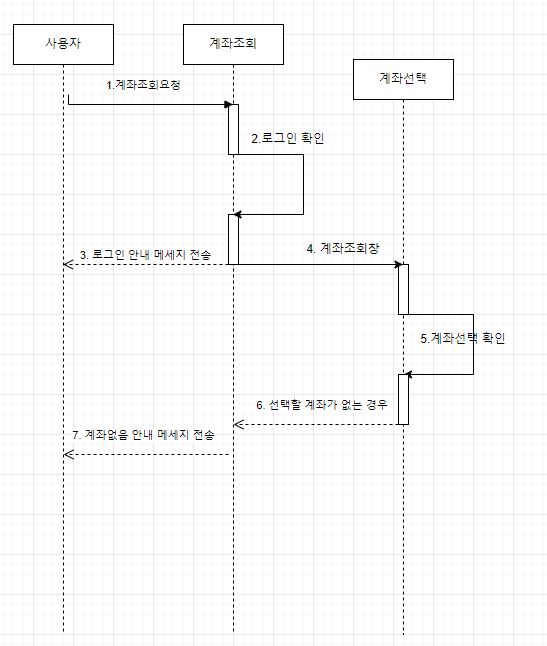 사용자
계좌조회
계좌선택
1.계좌조회요청
2.로그인 확인
3. 로그인 안내 메세지 전송
4. 계좌조회창
5.계좌선택 확인
6. 선택할 계좌가 없는 경우
7. 계좌없음 안내 메세지 전송